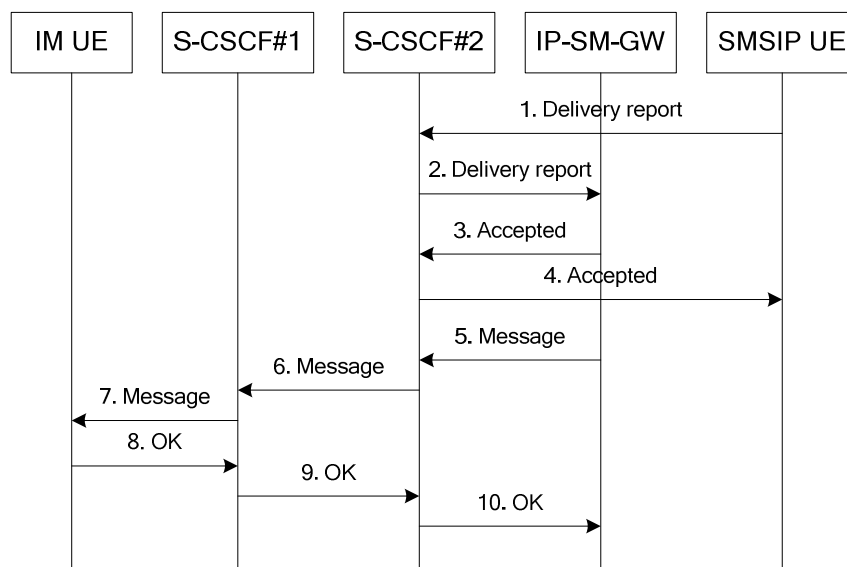 IM UE
S-CSCF#1
S-CSCF#2
IP-SM-GW
SMSIP UE
1. Delivery report
2. Delivery report
3. Accepted
4. Accepted
5. Message
6. Message
7. Message
8. OK
9. OK
10. OK